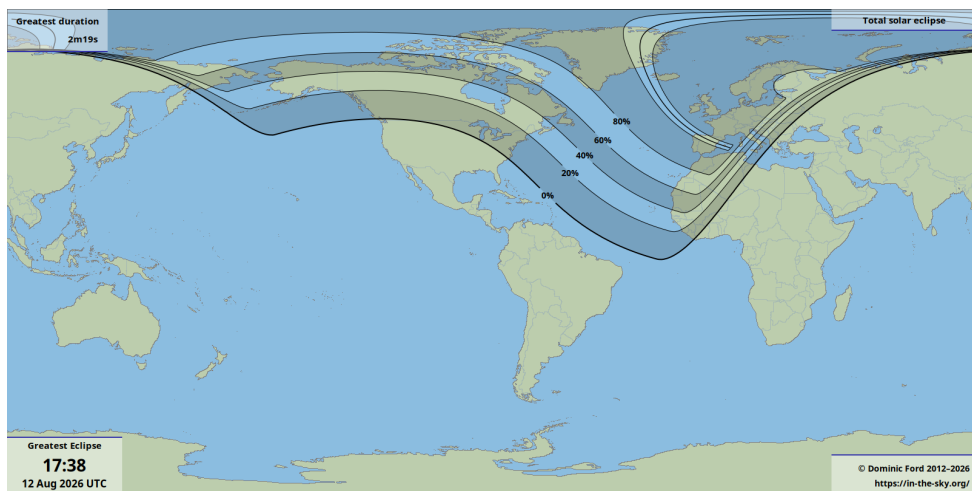 Greatest duration
2m19s
Total solar eclipse
80%
60%
40%
20%
0%
Greatest Eclipse
17:38
12 Aug 2026 UTC
© Dominic Ford 2012–2026
https://in-the-sky.org/